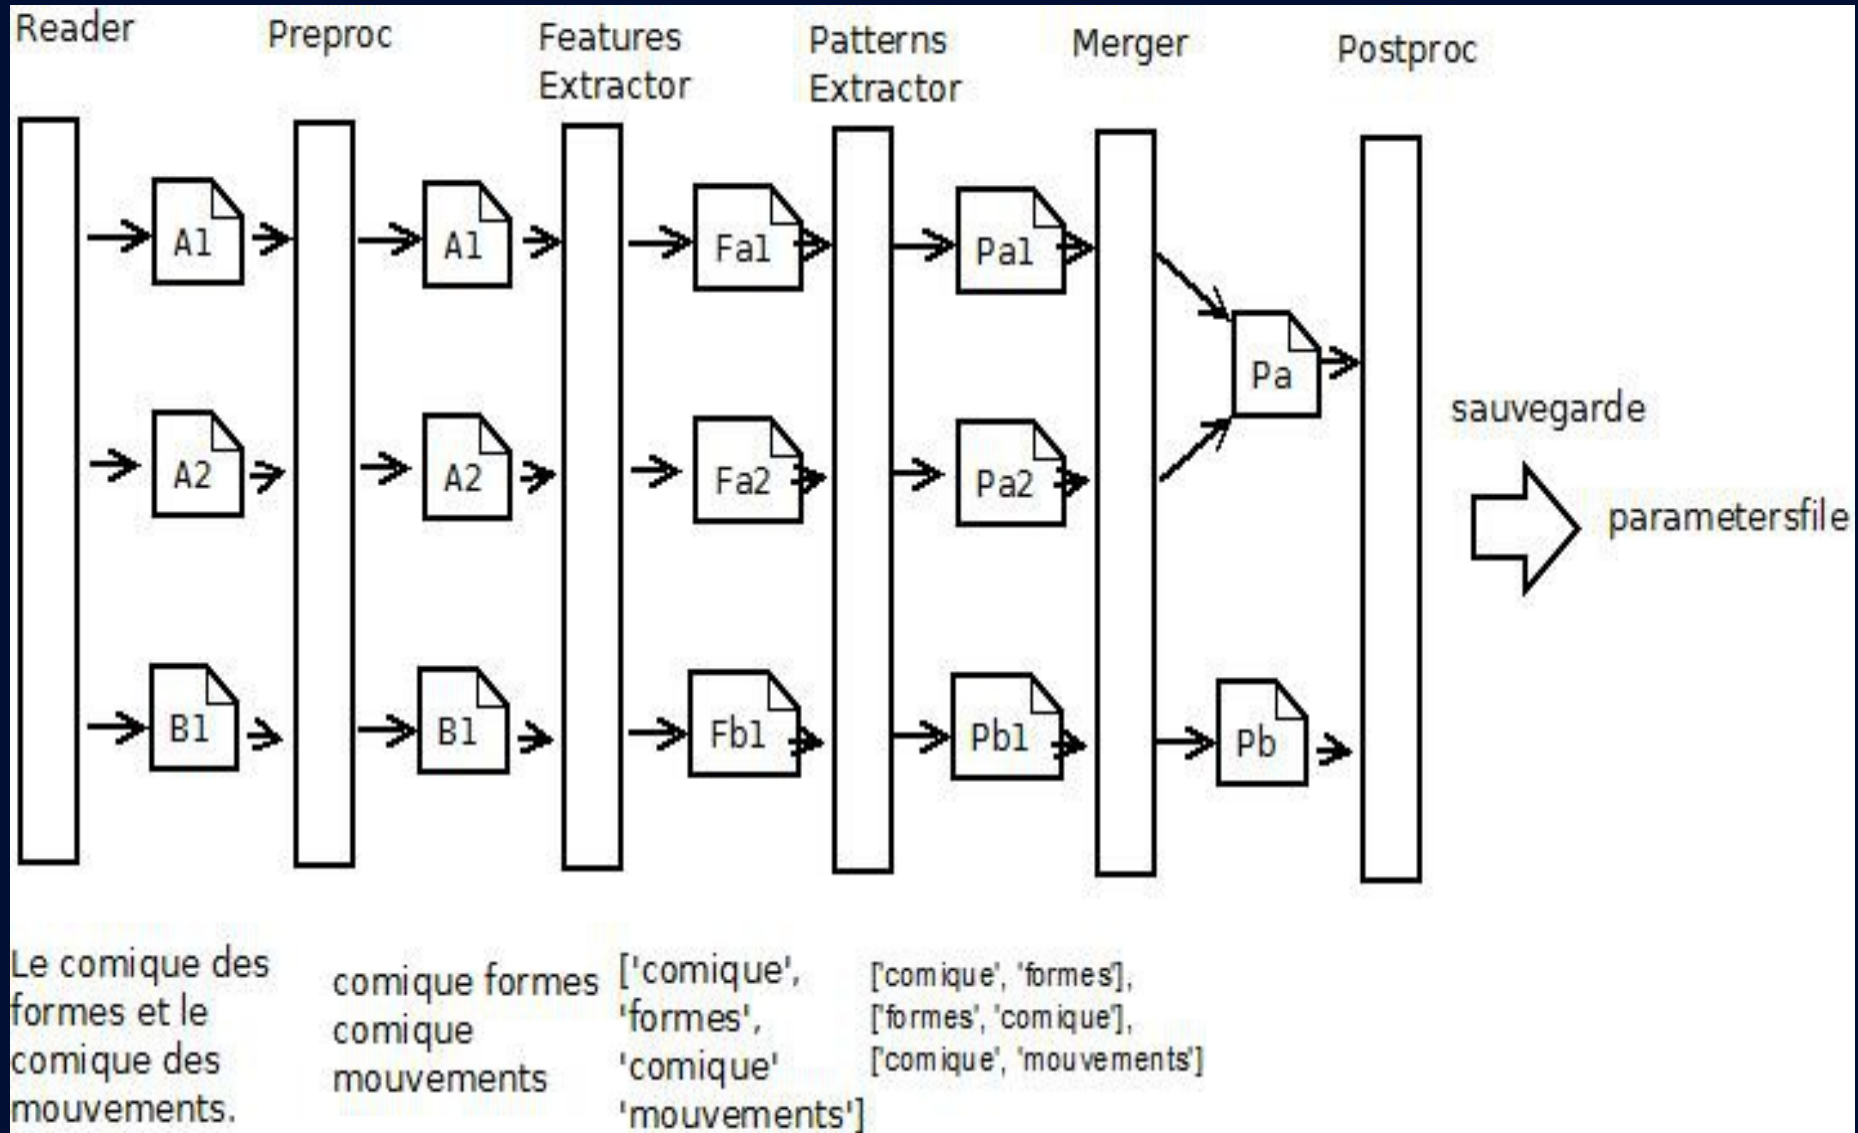 Reader
Preproc
Features
Extractor
Patterns
Extractor
Merger
Postproc
A1
A1
Fa1
Pa1
Pa
A2
A2
Fa2
Pa2
sauvegarde
parametersfile
B1
B1
Fb1
Pb1
Pb
Le comique des
formes et le
comique des
mouvements.
comique formes
comique
mouvements
['comique',
'formes',
'comique'
'mouvements']
['comique', 'formes'],
['formes', 'comique'],
['comique', 'mouvements']